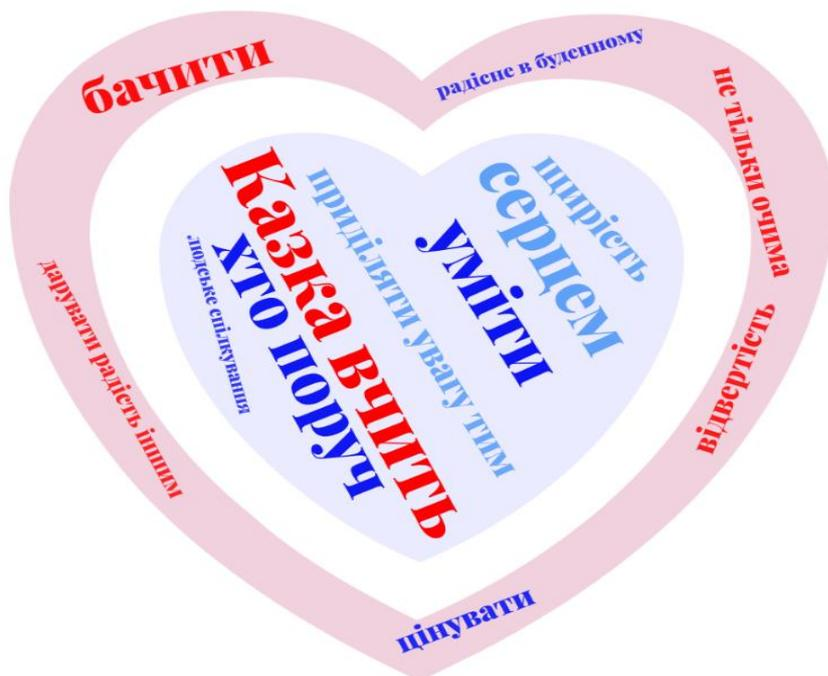 бачити
радісне в буденному
не тільки очима
щирість
серцем
уміти
приділяти увагу тим
Казка вчить
хто поруч
людське спілкування
дарувати радість іншим
відвертість
цінувати